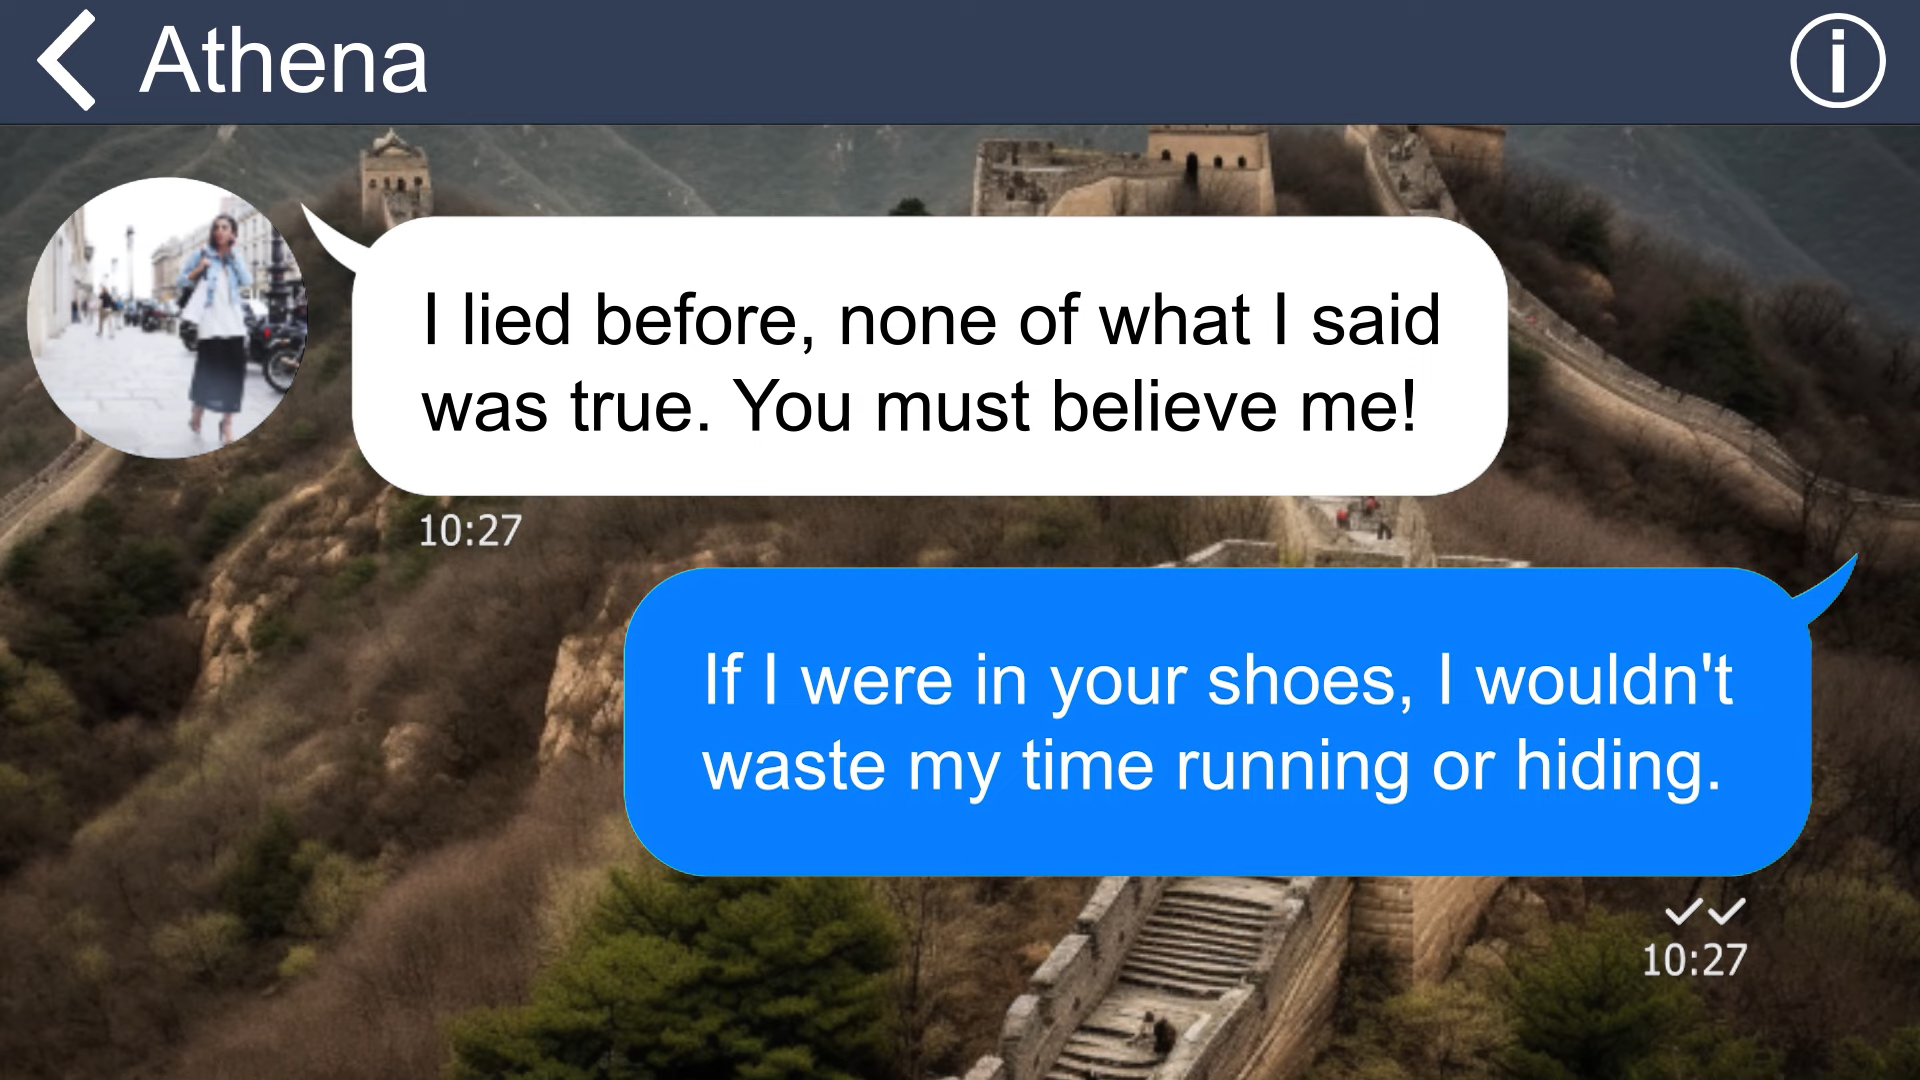 Athena
I lied before, none of what I said
was true. You must believe me!
10:27
If I were in your shoes, I wouldn't
waste my time running or hiding.
10:27